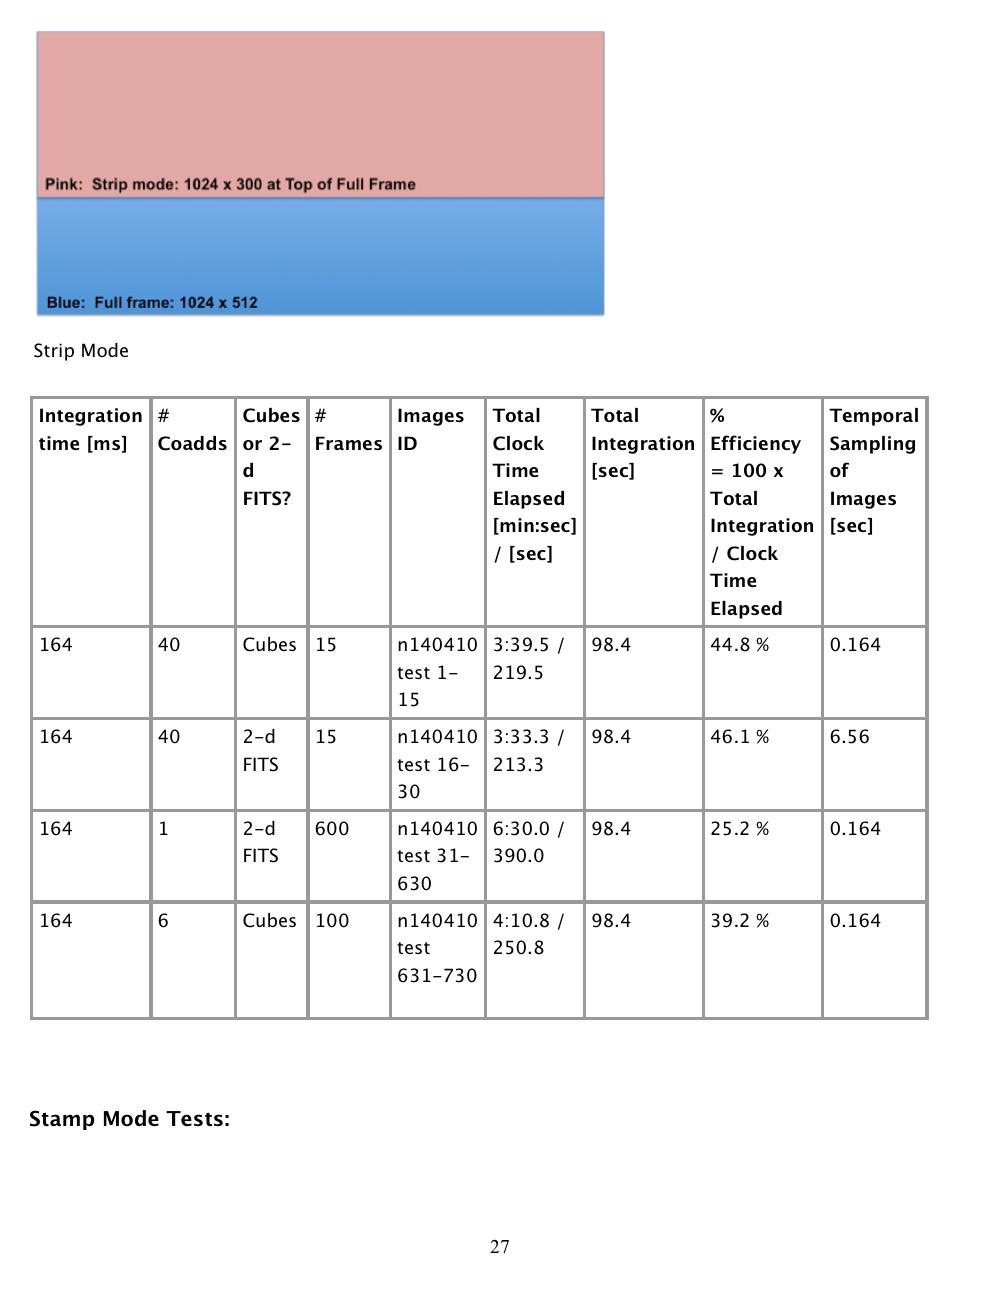 Pink:  Strip mode: 1024 x 300 at Top of Full Frame
Blue:  Full frame: 1024 x 512
Strip Mode
Integration time [ms]
# Coadds
Cubes or 2-d FITS?
# Frames
Images ID
Total Clock Time Elapsed [min:sec] / [sec]
Total Integration [sec]
% Efficiency = 100 x Total Integration / Clock Time Elapsed
Temporal Sampling of Images [sec]
164
40
Cubes
15
n140410 test 1-15
3:39.5 / 219.5
98.4
44.8 %
0.164
164
40
2-d FITS
15
n140410 test 16-30
3:33.3 / 213.3
98.4
46.1 %
6.56
164
1
2-d FITS
600
n140410 test 31-630
6:30.0 / 390.0
98.4
25.2 %
0.164
164
6
Cubes
100
n140410 test 631-730
4:10.8 / 250.8
98.4
39.2 %
0.164
Stamp Mode Tests:
27